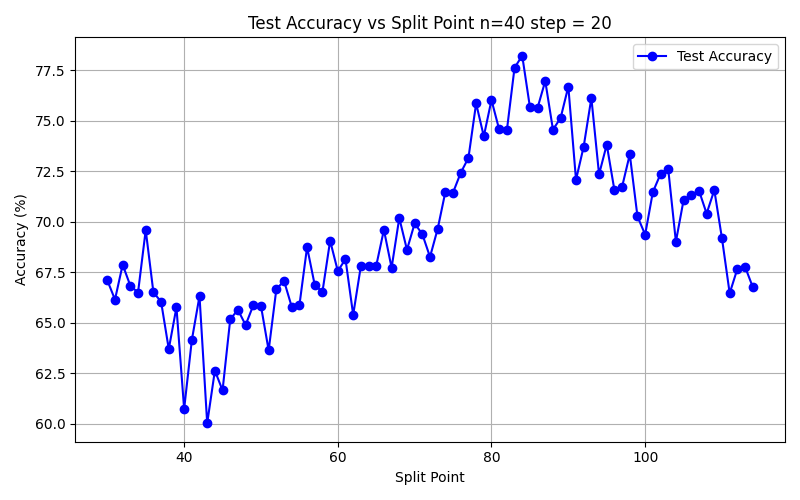 Test Accuracy vs Split Point n=40 step = 20
Test Accuracy
77.5
75.0
72.5
70.0
67.5
65.0
62.5
60.0
Accuracy (%)
40 60 80 100
Split Point